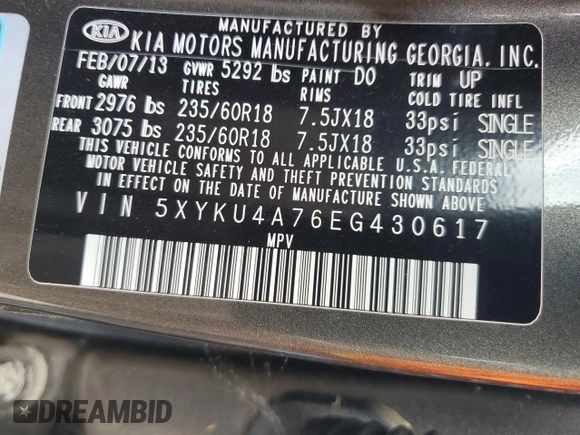 MANUFACTURED BY
KIA KIA MOTORS MANUFACTURING GEORGIA, INC.
FEB/07/13 GVWR 5292 lbs PAINT DO TRIM UP
GAWR TIRES RIMS COLD TIRE INFL
FRONT 2976 lbs 235/60R18 7.5JX18 33psi SINGLE
REAR 3075 lbs 235/60R18 7.5JX18 33psi SINGLE
THIS VEHICLE CONFORMS TO ALL APPLICABLE U.S.A. FEDERAL
MOTOR VEHICLE SAFETY AND THEFT PREVENTION STANDARDS
IN EFFECT ON THE DATE OF MANUFACTURE SHOWN ABOVE
VIN 5XYKU4A76EG430617
MPV
DREAMBID